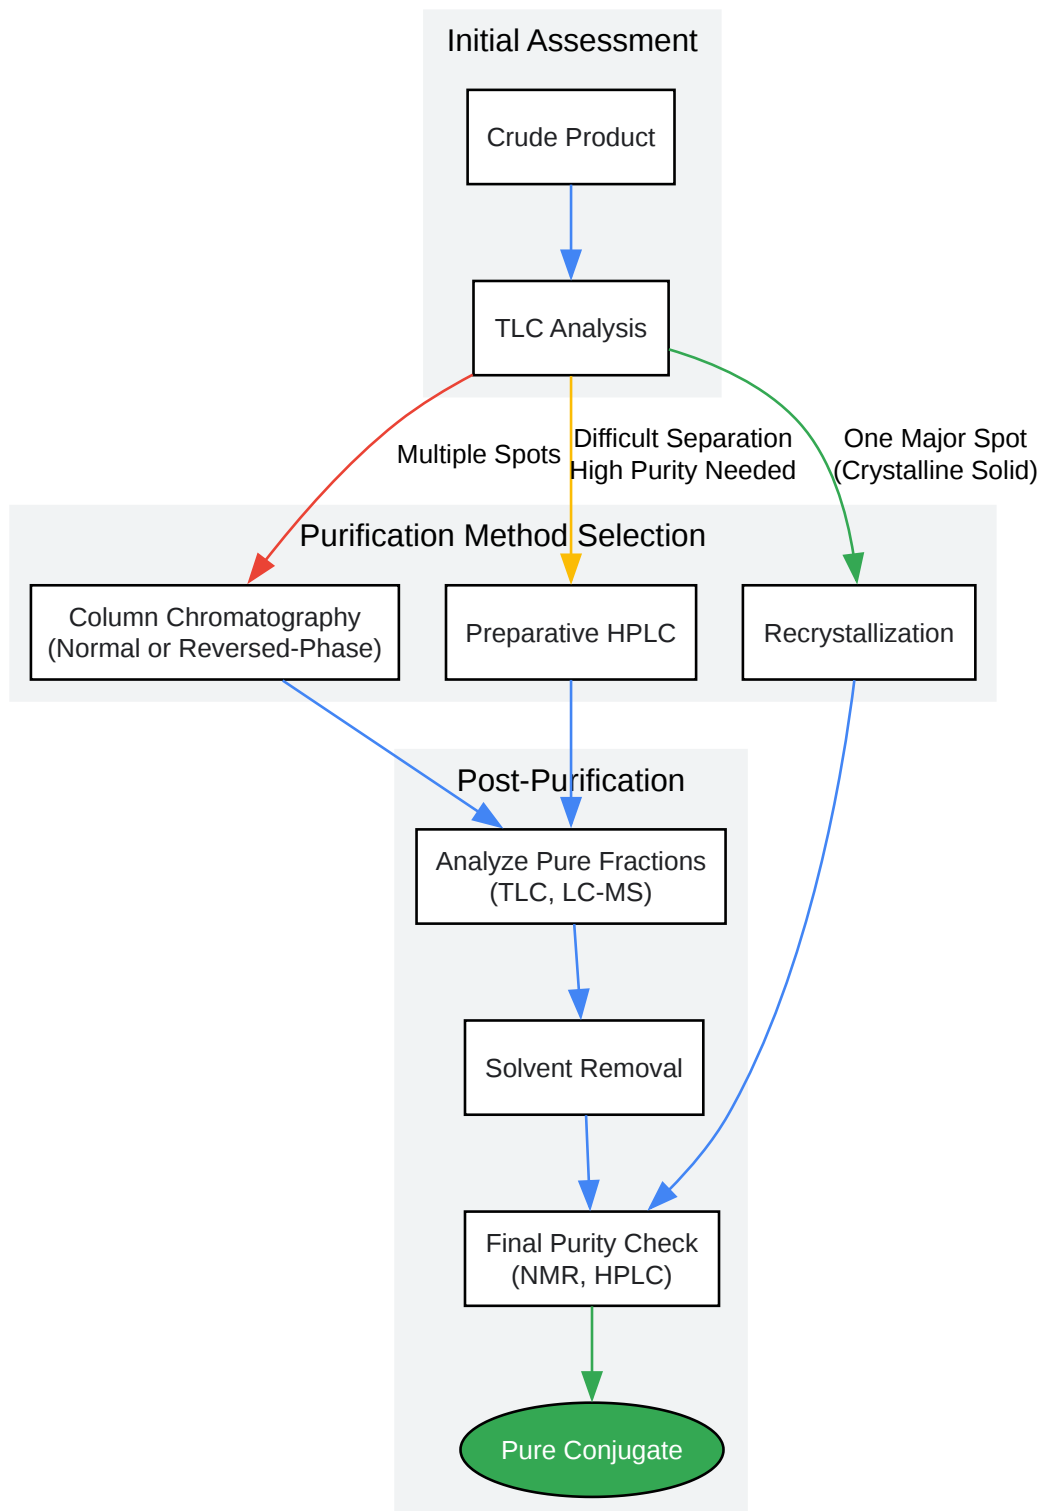 Initial Assessment
Crude Product
TLC Analysis
Multiple Spots
Difficult Separation
High Purity Needed
One Major Spot
(Crystalline Solid)
Purification Method Selection
Column Chromatography
(Normal or Reversed-Phase)
Preparative HPLC
Recrystallization
Post-Purification
Analyze Pure Fractions
(TLC, LC-MS)
Solvent Removal
Final Purity Check
(NMR, HPLC)
Pure Conjugate